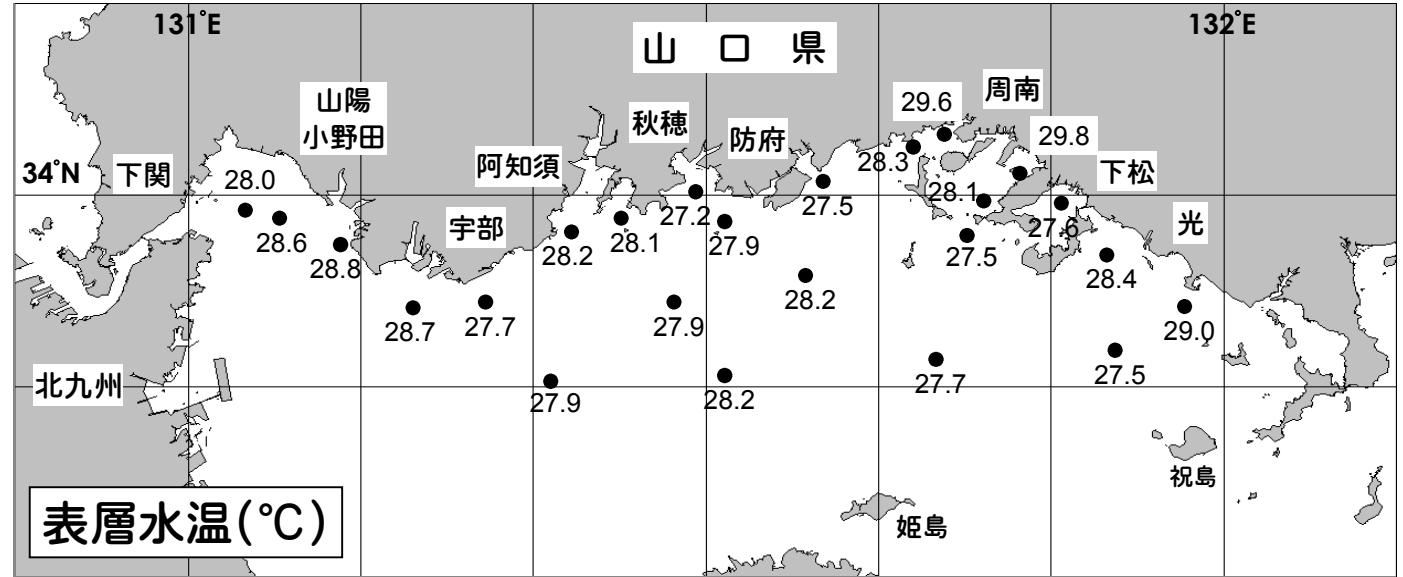 131°E
132°E
山口県
山陽
小野田
秋穂
防府
29.6
周南
阿知須
28.3
29.8
34°N
下関
28.0
下松
28.1
27.5
27.2
27.6
宇部
光
28.6
28.8
28.2
28.1
27.9
27.5
28.4
28.2
28.7
27.7
27.9
29.0
27.7
27.5
北九州
27.9
28.2
祝島
表層水温(℃)
姫島